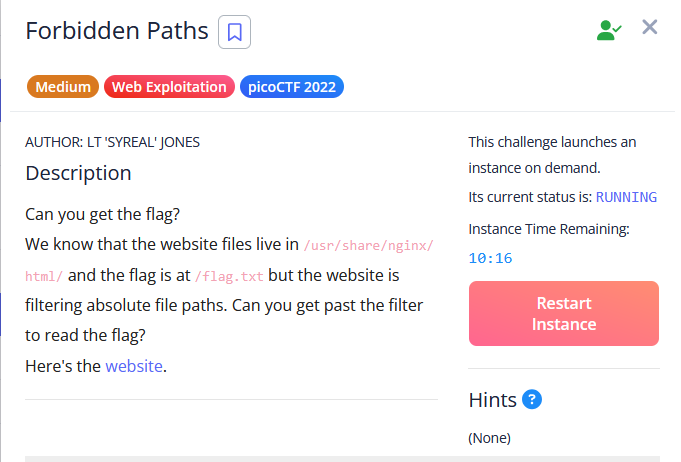 Forbidden Paths
Medium
Web Exploitation
picoCTF 2022
AUTHOR: LT 'SYREAL' JONES
Description
Can you get the flag?
We know that the website files live in /usr/share/nginx/
html/ and the flag is at /flag.txt but the website is
filtering absolute file paths. Can you get past the filter
to read the flag?
Here's the website.
This challenge launches an
instance on demand.
Its current status is: RUNNING
Instance Time Remaining:
10:16
Restart
Instance
Hints ?
(None)